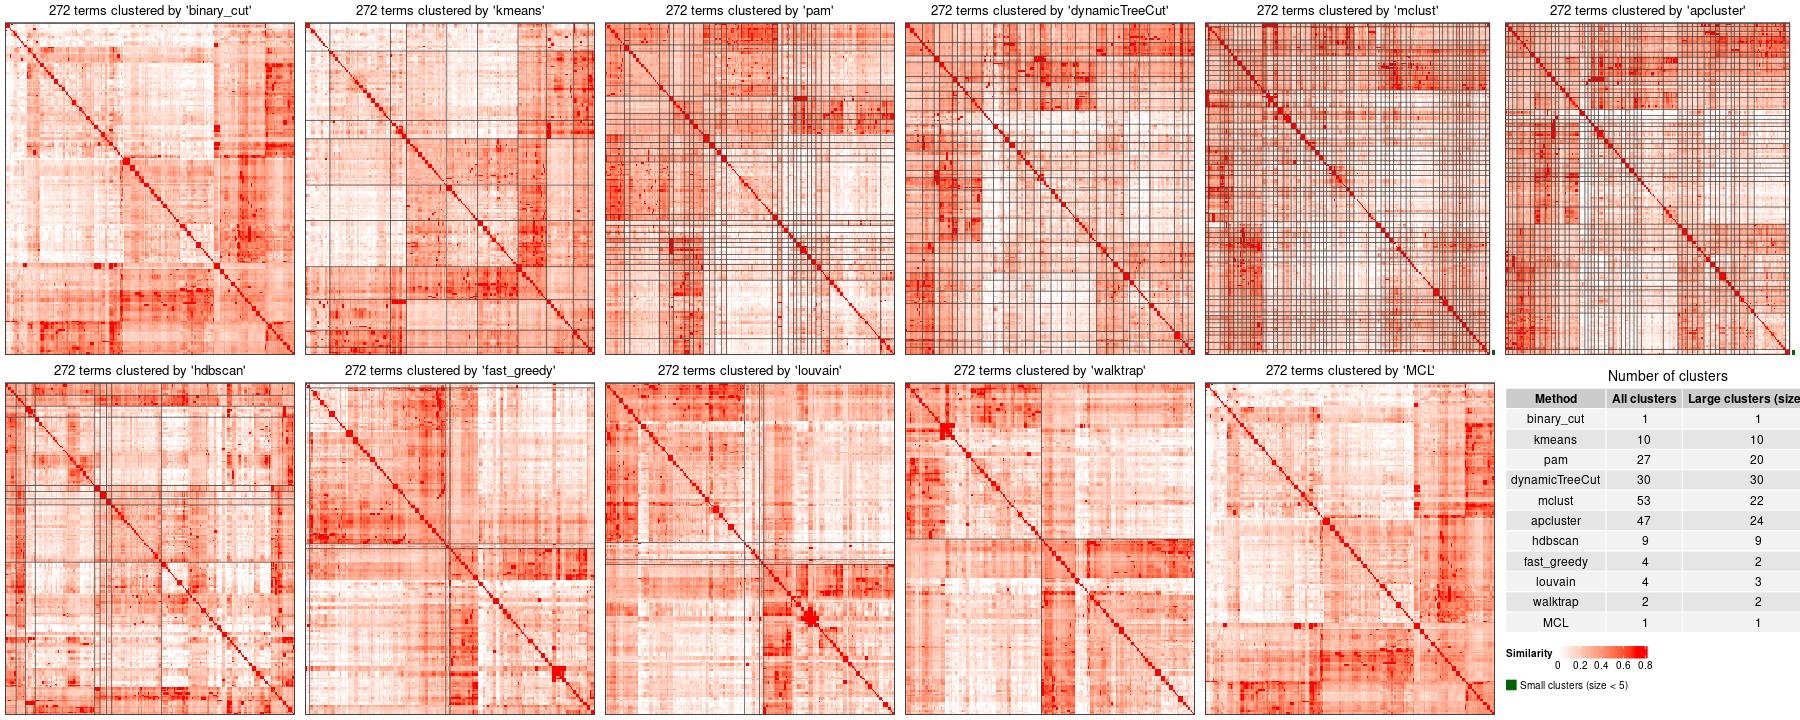 272 terms clustered by 'binary_cut'
272 terms clustered by 'kmeans'
272 terms clustered by 'pam'
272 terms clustered by 'dynamicTreeCut'
272 terms clustered by 'mclust'
272 terms clustered by 'apcluster'
272 terms clustered by 'hdbscan'
272 terms clustered by 'fast_greedy'
272 terms clustered by 'louvain'
272 terms clustered by 'walktrap'
272 terms clustered by 'MCL'
Number of clusters
Method All clusters Large clusters (size
binary_cut 1 1
kmeans 10 10
pam 27 20
dynamicTreeCut 30 30
mclust 53 22
apcluster 47 24
hdbscan 9 9
fast_greedy 4 2
louvain 4 3
walktrap 2 2
MCL 1 1
Similarity
0 0.2 0.4 0.6 0.8
Small clusters (size < 5)